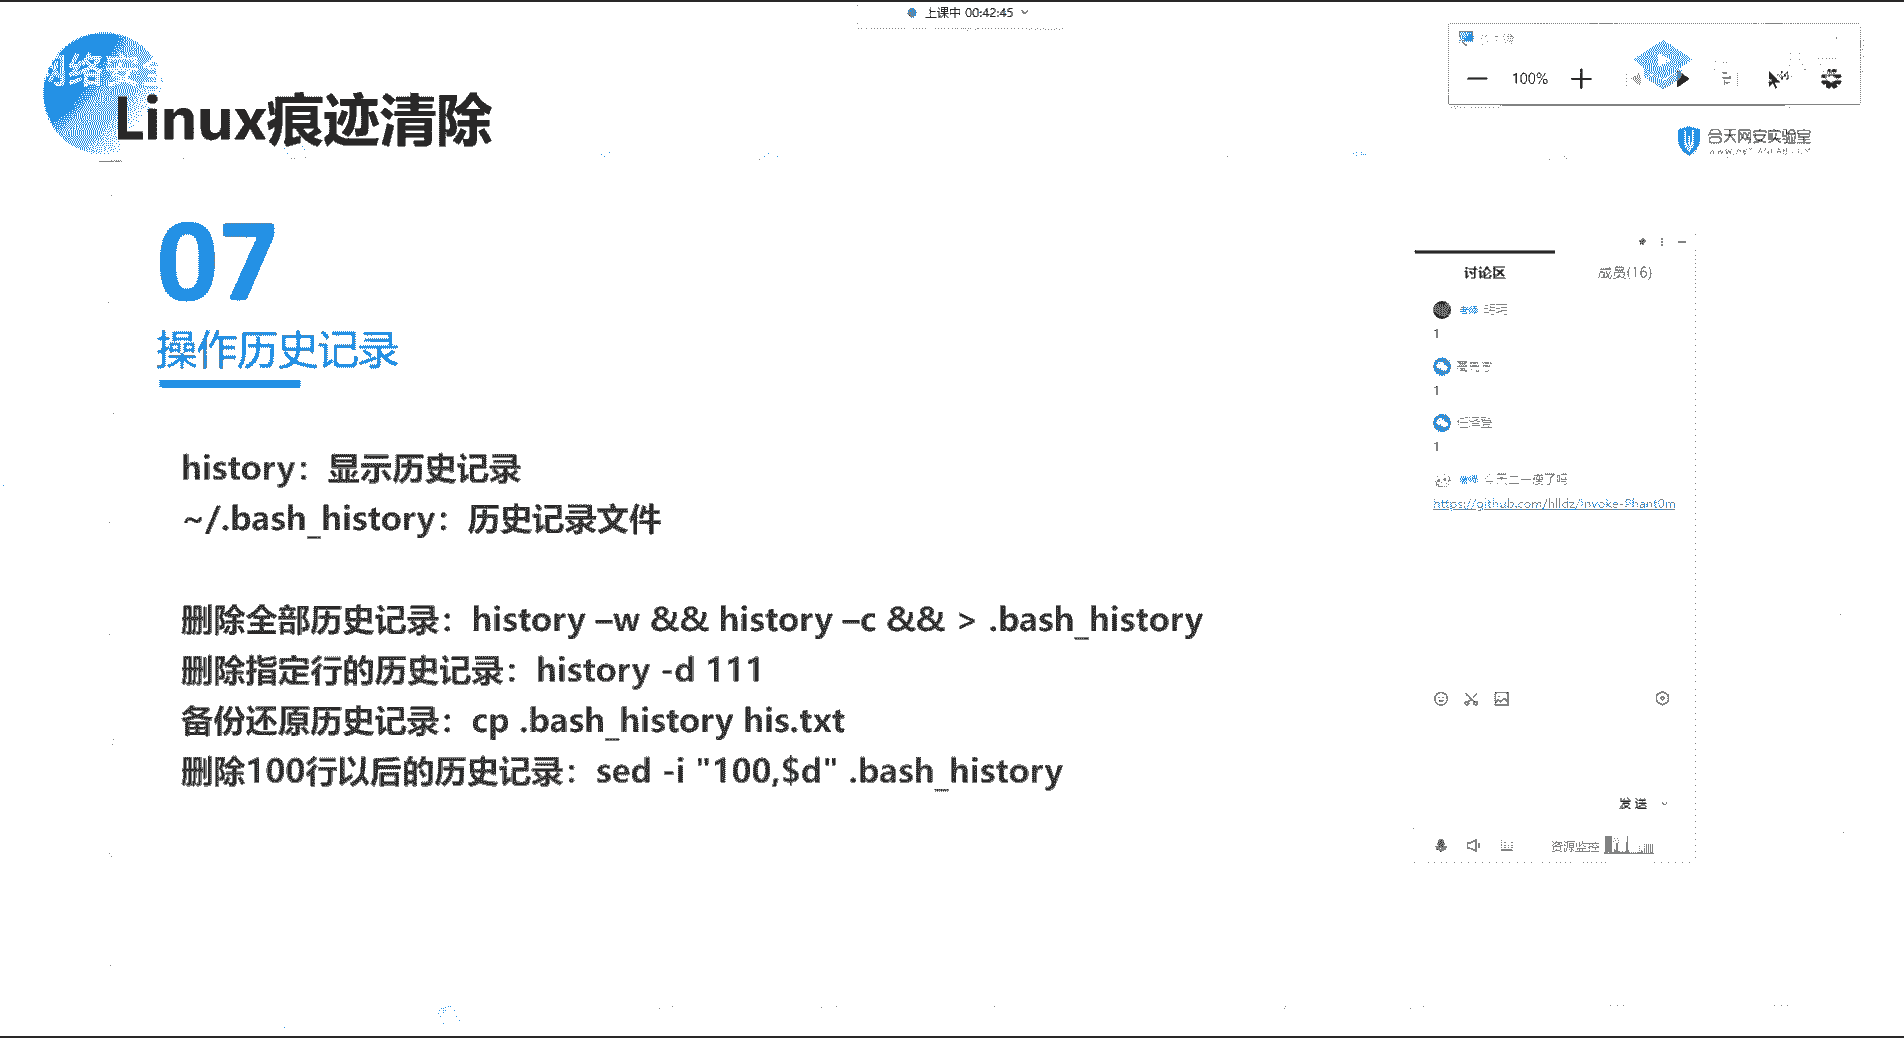 上课中 00:42:45
网络安
Linux痕迹清除
100%
合天网安实验室
07
操作历史记录
history：显示历史记录
~/.bash_history：历史记录文件
删除全部历史记录：history –w && history –c && > .bash_history
删除指定行的历史记录：history -d 111
备份还原历史记录：cp .bash_history his.txt
删除100行以后的历史记录：sed -i "100,$d" .bash_history
讨论区 成员(16)
老师
1
1
1
https://github.com/hlldz/Invoke-Phant0m
发送
资源监控